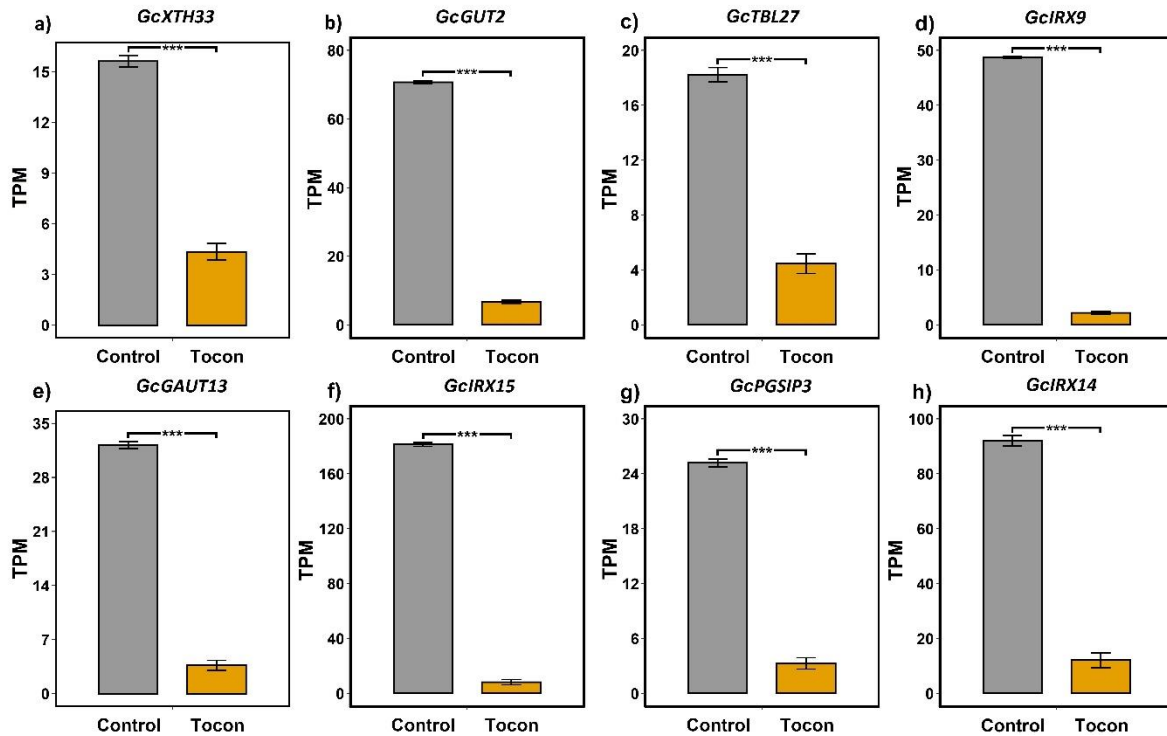 a) GcXTH33
TPM
15
12
9
6
3
0
***
Control Tocon
b) GcGUT2
TPM
80
60
40
20
0
***
Control Tocon
c) GcTBL27
TPM
20
16
12
8
4
0
***
Control Tocon
d) GcIRX9
TPM
50
40
30
20
10
0
***
Control Tocon
e) GcGAUT13
TPM
35
28
21
14
7
0
***
Control Tocon
f) GcIRX15
TPM
200
160
120
80
40
0
***
Control Tocon
g) GcPGSIP3
TPM
30
24
18
12
6
0
***
Control Tocon
h) GcIRX14
TPM
100
80
60
40
20
0
***
Control Tocon